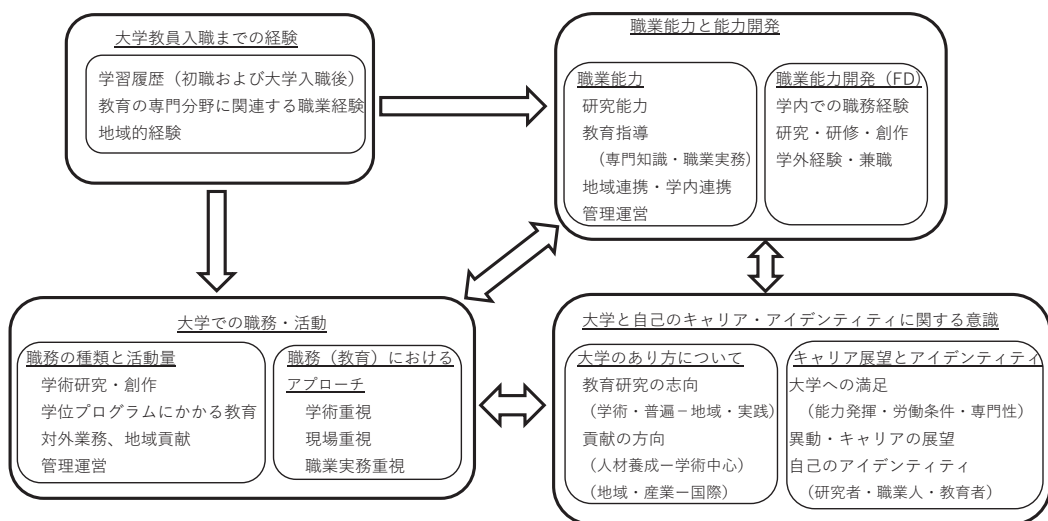 大学教員入職までの経験
学習履歴（初職および大学入職後）
教育の専門分野に関連する職業経験
地域的経験
職業能力と能力開発
職業能力
研究能力
教育指導
（専門知識・職業実務）
地域連携・学内連携
管理運営
職業能力開発（FD）
学内での職務経験
研究・研修・創作
学外経験・兼職
大学での職務・活動
職務の種類と活動量
学術研究・創作
学位プログラムにかかる教育
対外業務、地域貢献
管理運営
職務（教育）における
アプローチ
学術重視
現場重視
職業実務重視
大学と自己のキャリア・アイデンティティに関する意識
大学のあり方について
教育研究の志向
（学術・普遍－地域・実践）
貢献の方向
（人材養成ー学術中心）
（地域・産業ー国際）
キャリア展望とアイデンティティ
大学への満足
（能力発揮・労働条件・専門性）
異動・キャリアの展望
自己のアイデンティティ
（研究者・職業人・教育者）